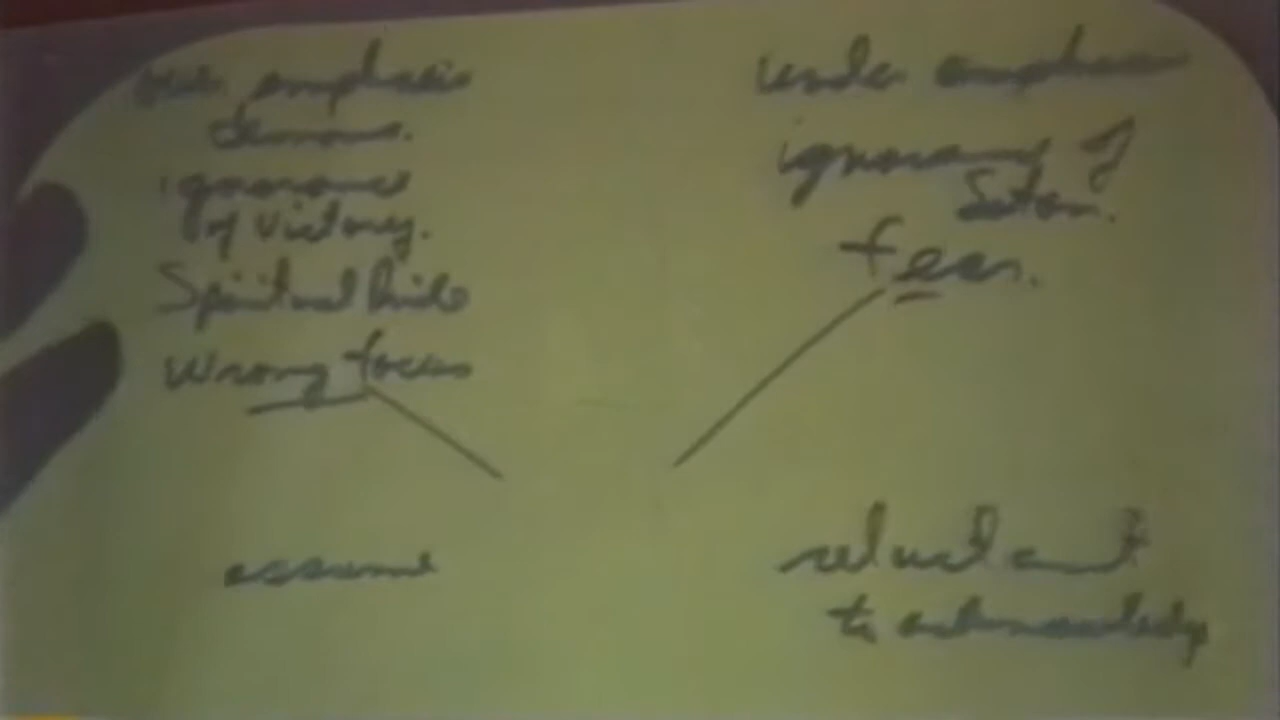 over emphasis
demons.
ignorance
of victory.
Spiritual Pride
wrong focus
assume
under emphasis
ignorance of
Satan.
fear.
reluctant
to acknowledge